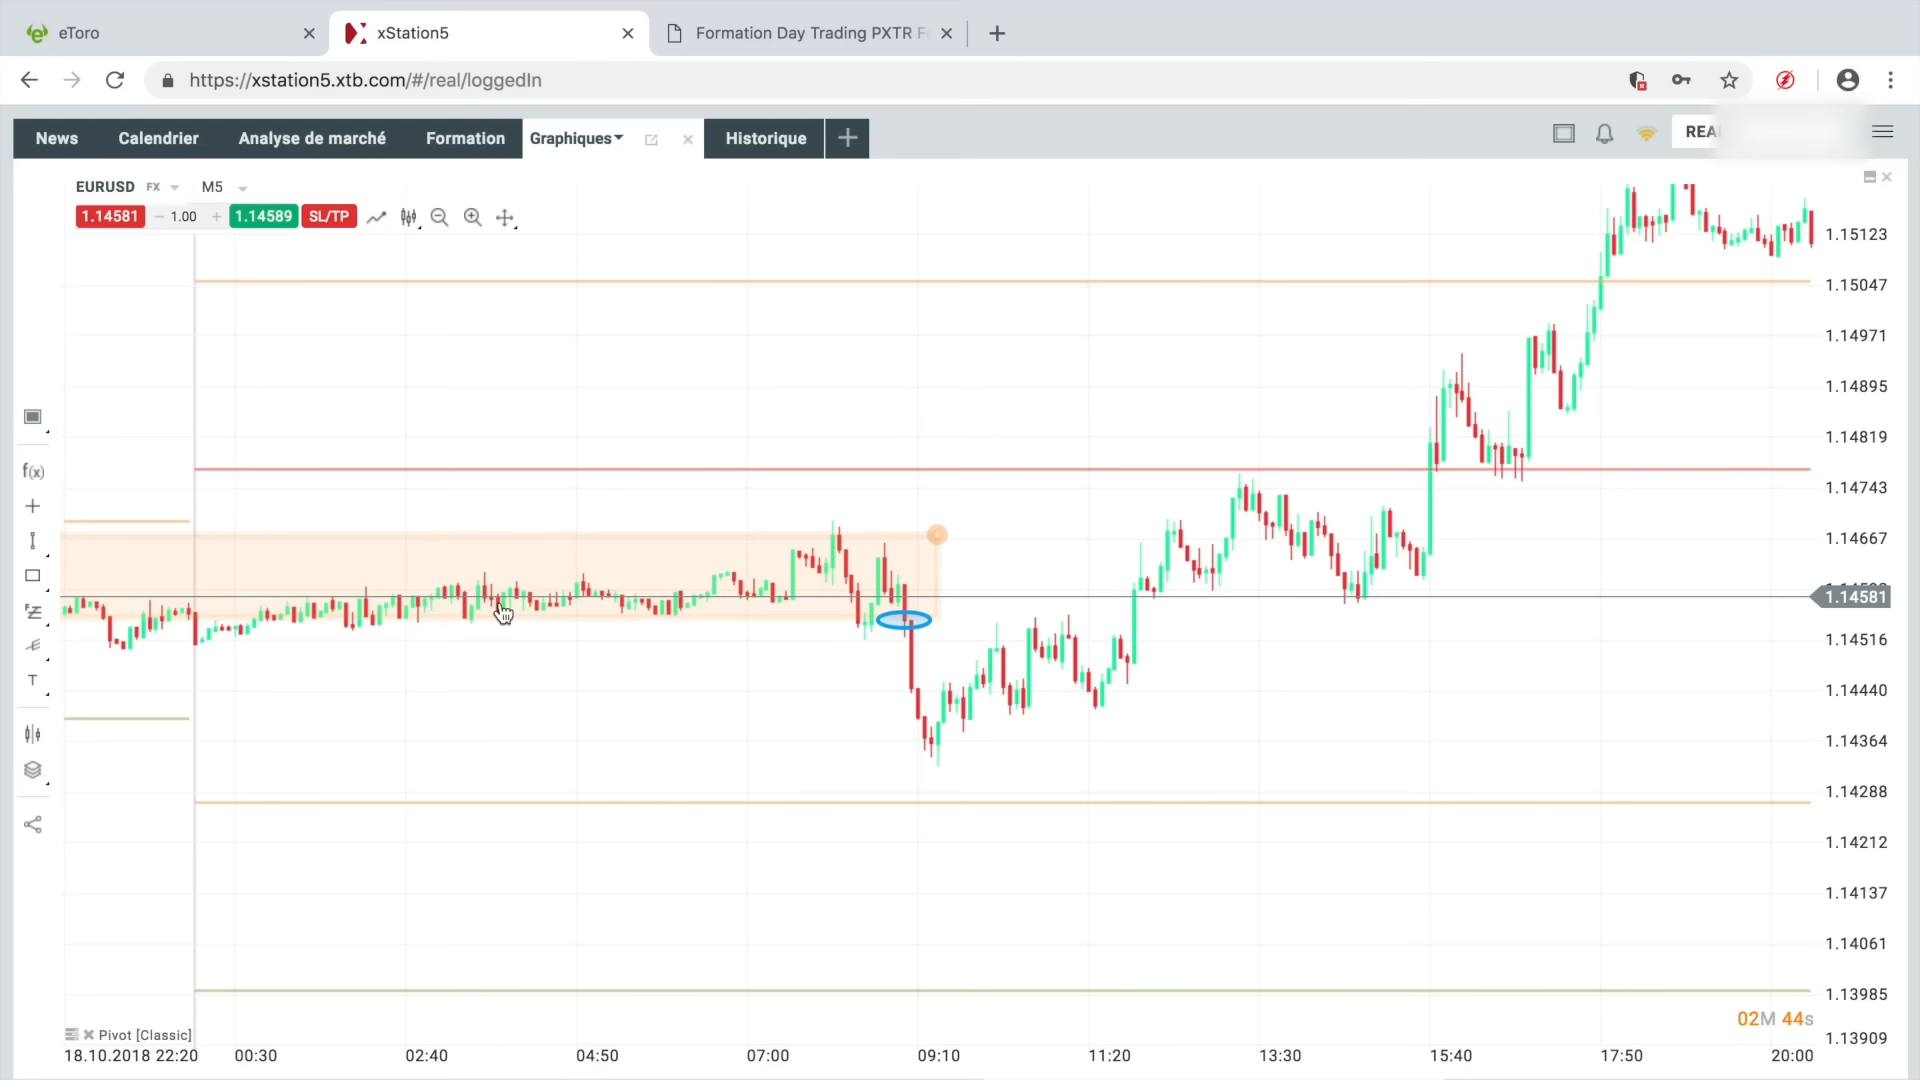 eToro
xStation5
Formation Day Trading PXTR F
https://xstation5.xtb.com/#/real/loggedIn
News Calendrier Analyse de marché Formation Graphiques Historique
REA
EURUSD FX M5
1.14581 1.00 1.14589 SL/TP
1.15123
1.15047
1.14971
1.14895
1.14819
1.14743
1.14667
1.14581
1.14516
1.14440
1.14364
1.14288
1.14212
1.14137
1.14061
1.13985
1.13909
f(x)
T
02M 44s
Pivot [Classic]
18.10.2018 22:20 00:30 02:40 04:50 07:00 09:10 11:20 13:30 15:40 17:50 20:00